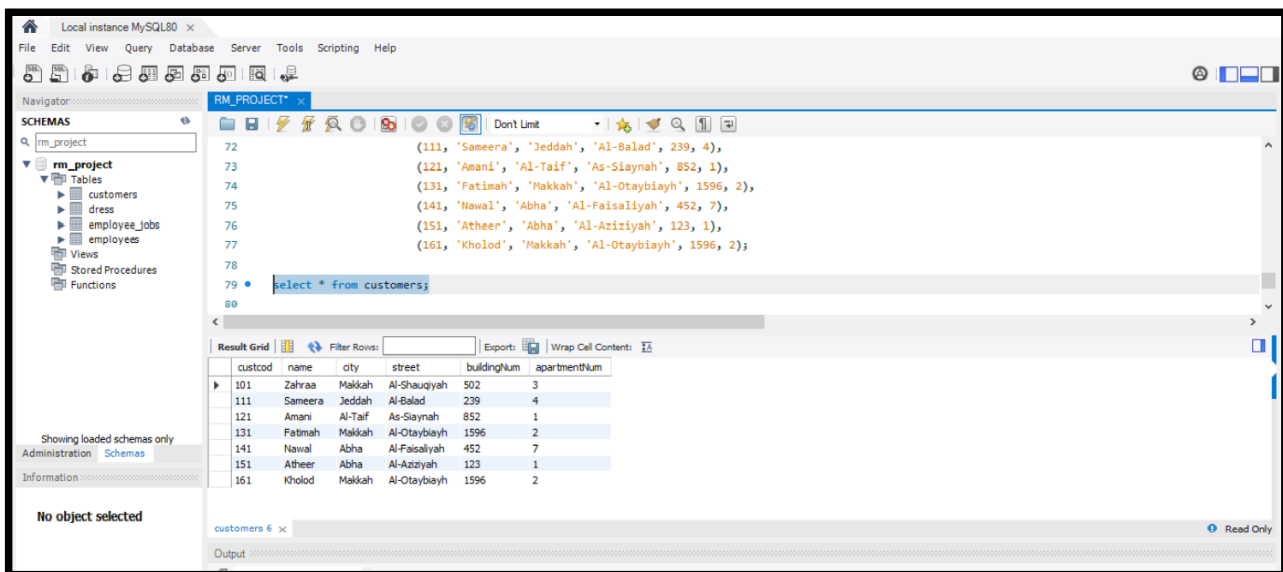 Local instance MySQL80 ×
File Edit View Query Database Server Tools Scripting Help
Navigator
SCHEMAS
rm_project
rm_project
Tables
customers
dress
employee_jobs
employees
Views
Stored Procedures
Functions
Showing loaded schemas only
Administration Schemas
Information
No object selected
RM_PROJECT* ×
Don't Limit
72 (111, 'Sameera', 'Jeddah', 'Al-Balad', 239, 4),
73 (121, 'Amani', 'Al-Taif', 'As-Siaynah', 852, 1),
74 (131, 'Fatimah', 'Makkah', 'Al-Otaybiayh', 1596, 2),
75 (141, 'Nawal', 'Abha', 'Al-Faisaliyah', 452, 7),
76 (151, 'Atheer', 'Abha', 'Al-Aziziyah', 123, 1),
77 (161, 'Kholod', 'Makkah', 'Al-Otaybiayh', 1596, 2);
78
79 select * from customers;
80
Result Grid Filter Rows: Export: Wrap Cell Content:
custcod name city street buildingNum apartmentNum
101 Zahraa Makkah Al-Shauqiyah 502 3
111 Sameera Jeddah Al-Balad 239 4
121 Amani Al-Taif As-Siaynah 852 1
131 Fatimah Makkah Al-Otaybiayh 1596 2
141 Nawal Abha Al-Faisaliyah 452 7
151 Atheer Abha Al-Aziziyah 123 1
161 Kholod Makkah Al-Otaybiayh 1596 2
customers 6 ×
Read Only
Output